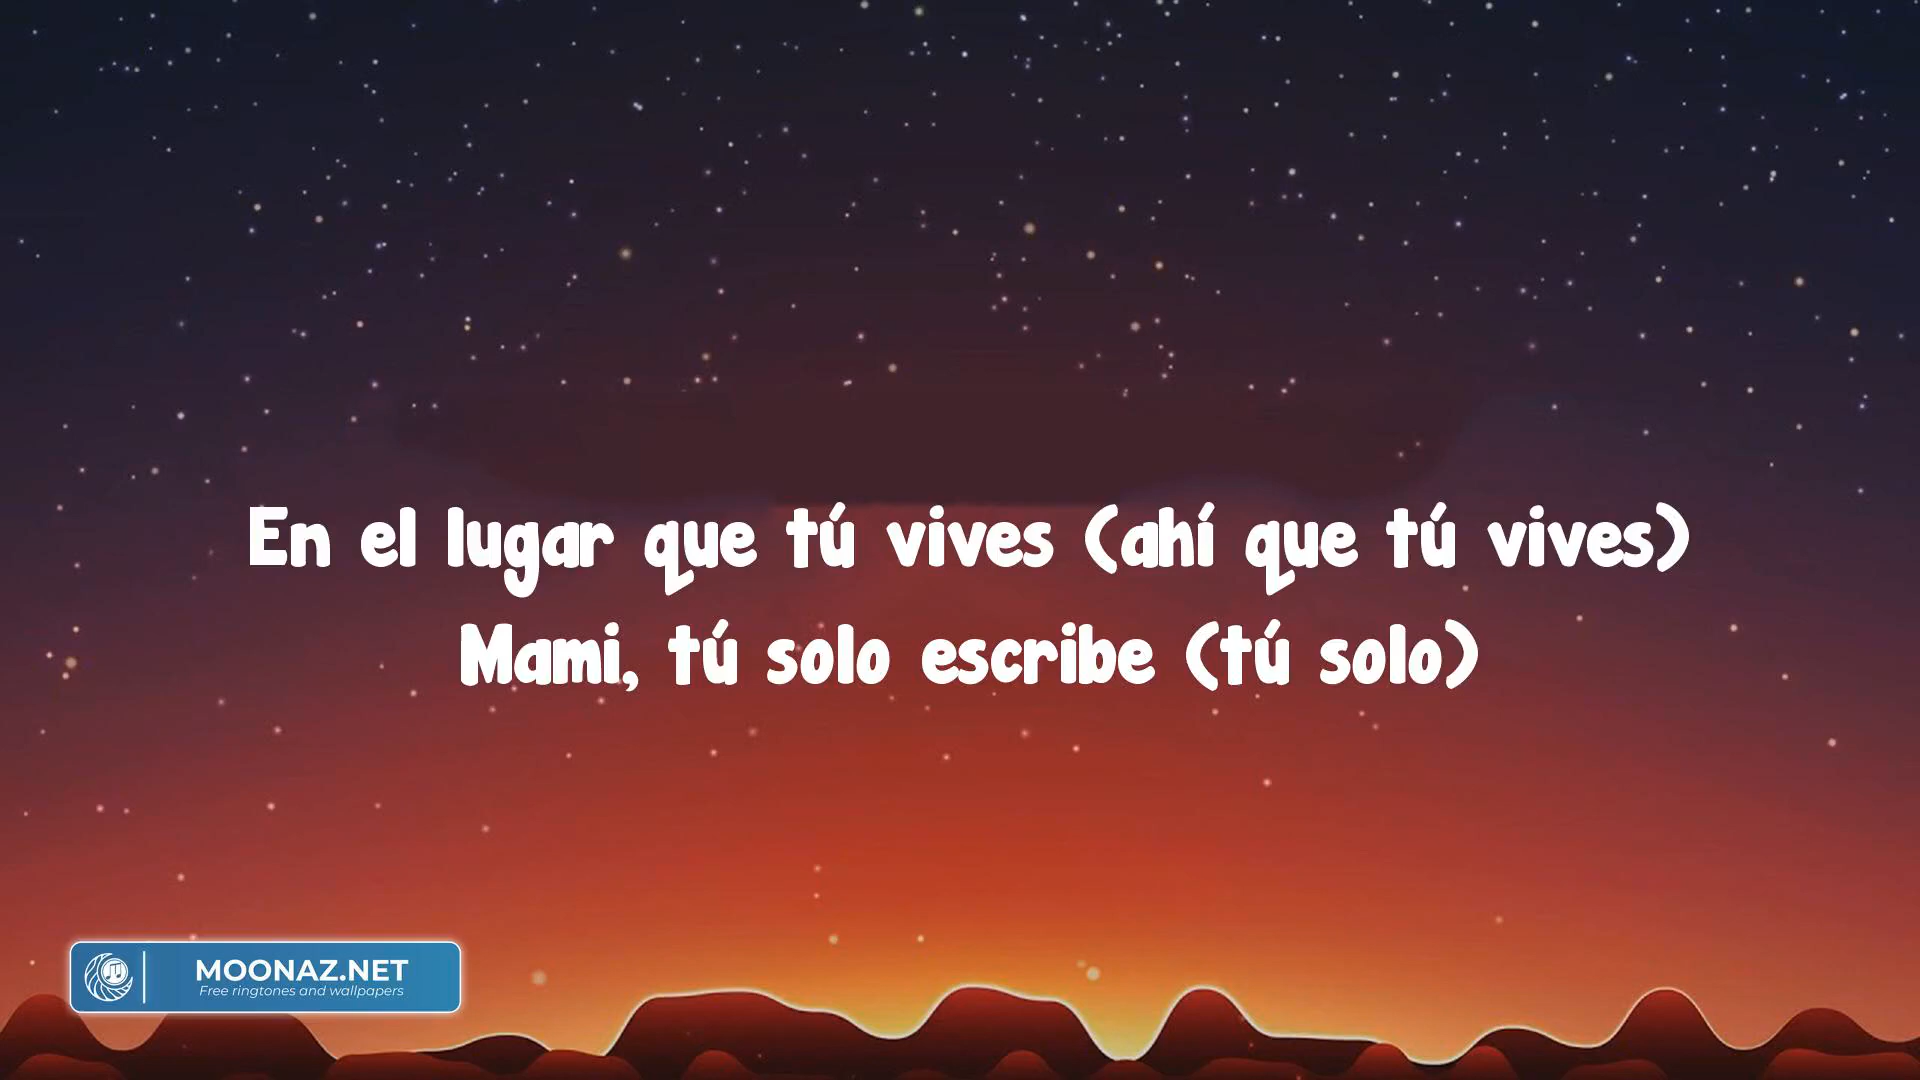 En el lugar que tú vives (ahí que tú vives)
Mami, tú solo escribe (tú solo)
MOONAZ.NET
Free ringtones and wallpapers